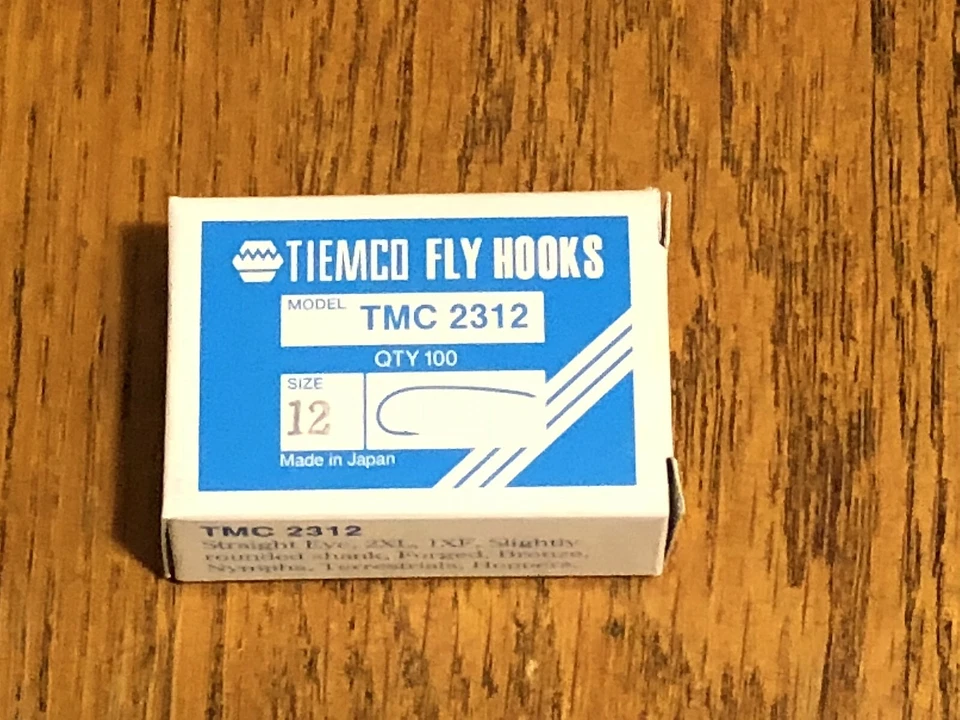 TIEMCO FLY HOOKS
MODEL TMC 2312
QTY 100
SIZE
12
Made in Japan
TMC 2312
Straight Eye, 2XL, 1XF, Slightly
rounded shank, Forged, Bronze,
Nymphs, Terrestrials, Hoppers.